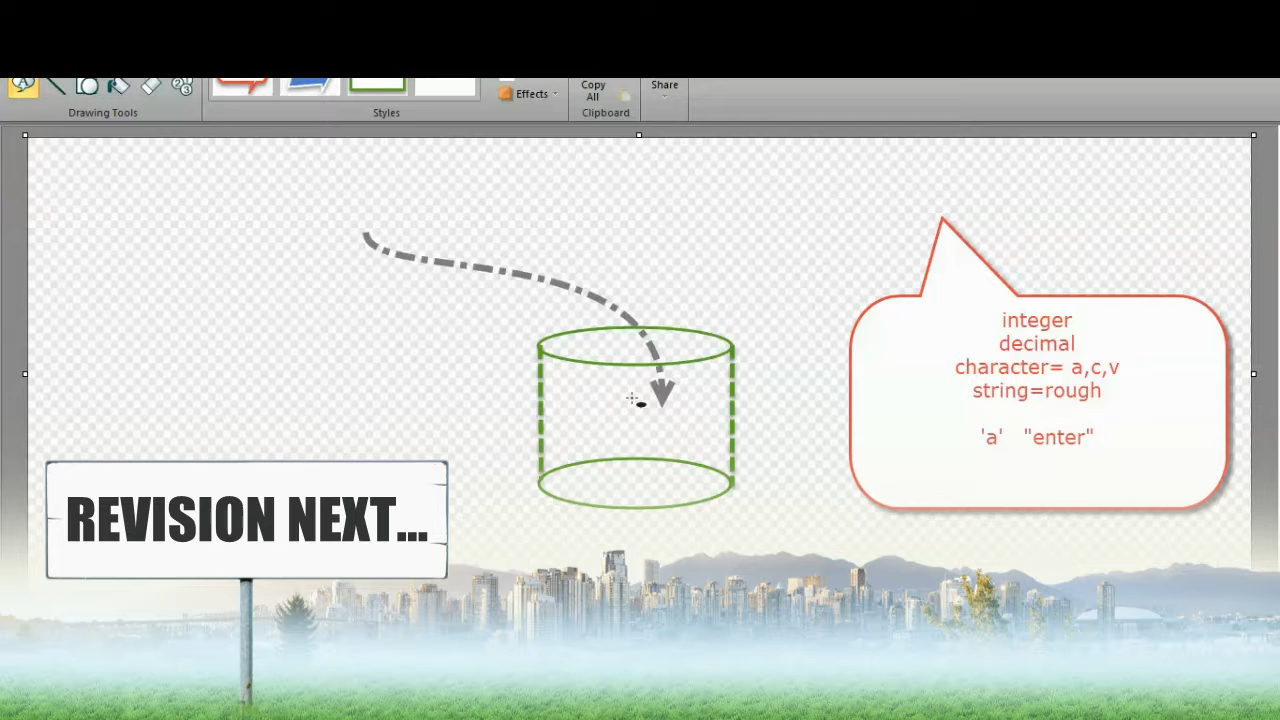 Effects
Copy
All
Share
Drawing Tools
Styles
Clipboard
integer
decimal
character= a,c,v
string=rough
'a' "enter"
REVISION NEXT...